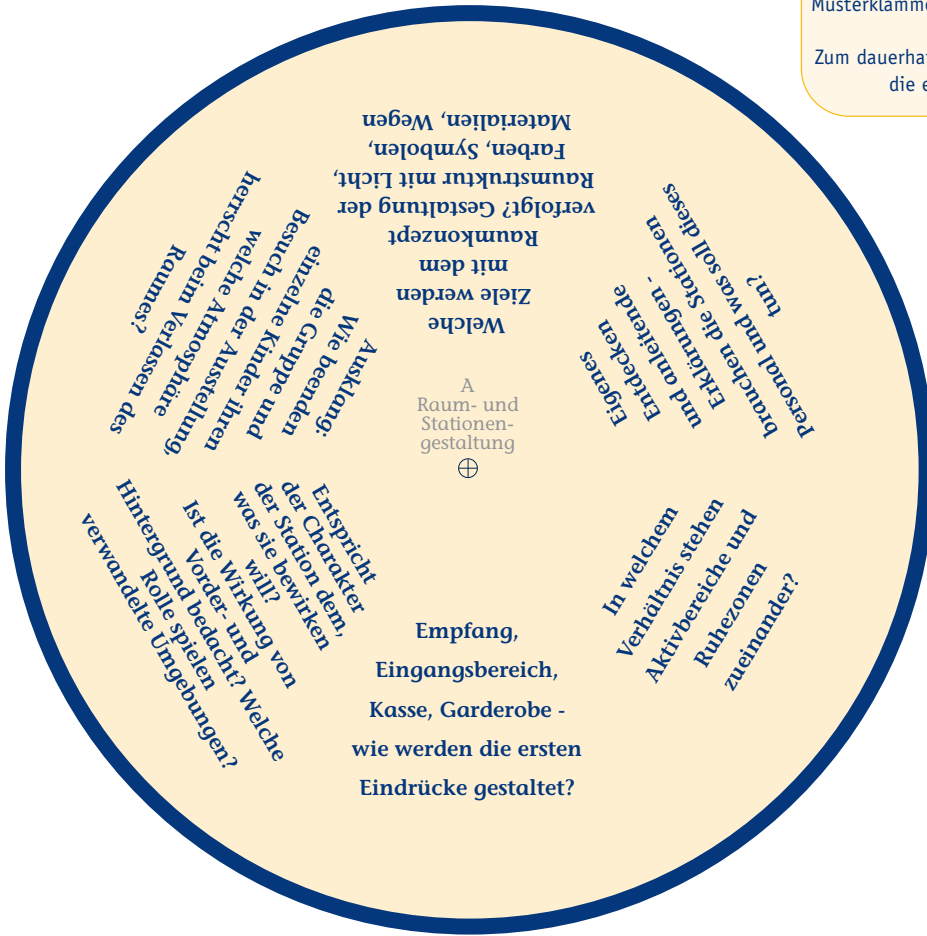 Musterklamme
Zum dauerha
die e
Welche
Ziele werden
mit dem
Raumkonzept
verfolgt? Gestaltung der
Raumstruktur mit Licht,
Farben, Symbolen,
Materialien, Wegen
Eigenes
Entdecken
und anleitende
Erklärungen -
brauchen die Stationen
Personal und was soll dieses
tun?
In welchem
Verhältnis stehen
Aktivbereiche und
Ruhezonen
zueinander?
Empfang,
Eingangsbereich,
Kasse, Garderobe -
wie werden die ersten
Eindrücke gestaltet?
Entspricht
der Charakter
der Station dem,
was sie bewirken
will?
Ist die Wirkung von
Vorder- und
Hintergrund bedacht? Welche
Rolle spielen
verwandelte Umgebungen?
Ausklang:
Wie beenden
die Gruppe und
einzelne Kinder ihren
Besuch in der Ausstellung,
welche Atmosphäre
herrscht beim Verlassen des
Raumes?
A
Raum- und
Stationen-
gestaltung